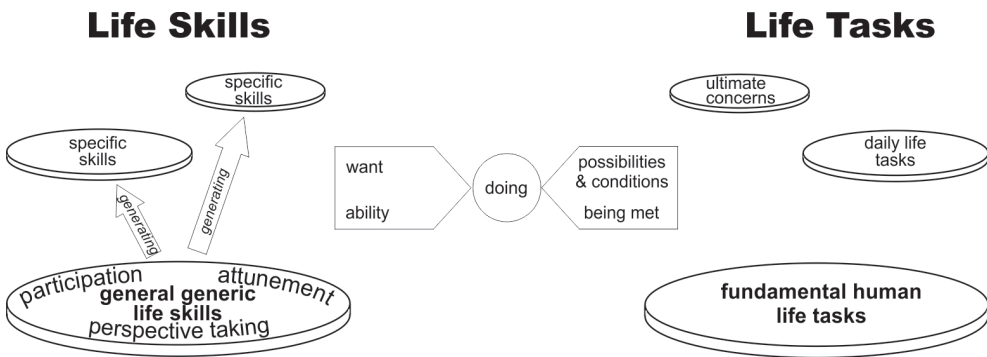 Life Skills
Life Tasks
specific
skills
ultimate
concerns
specific
skills
daily life
tasks
want
ability
doing
possibilities
& conditions
being met
generating
generating
participation
attunement
general generic
life skills
perspective taking
fundamental human
life tasks